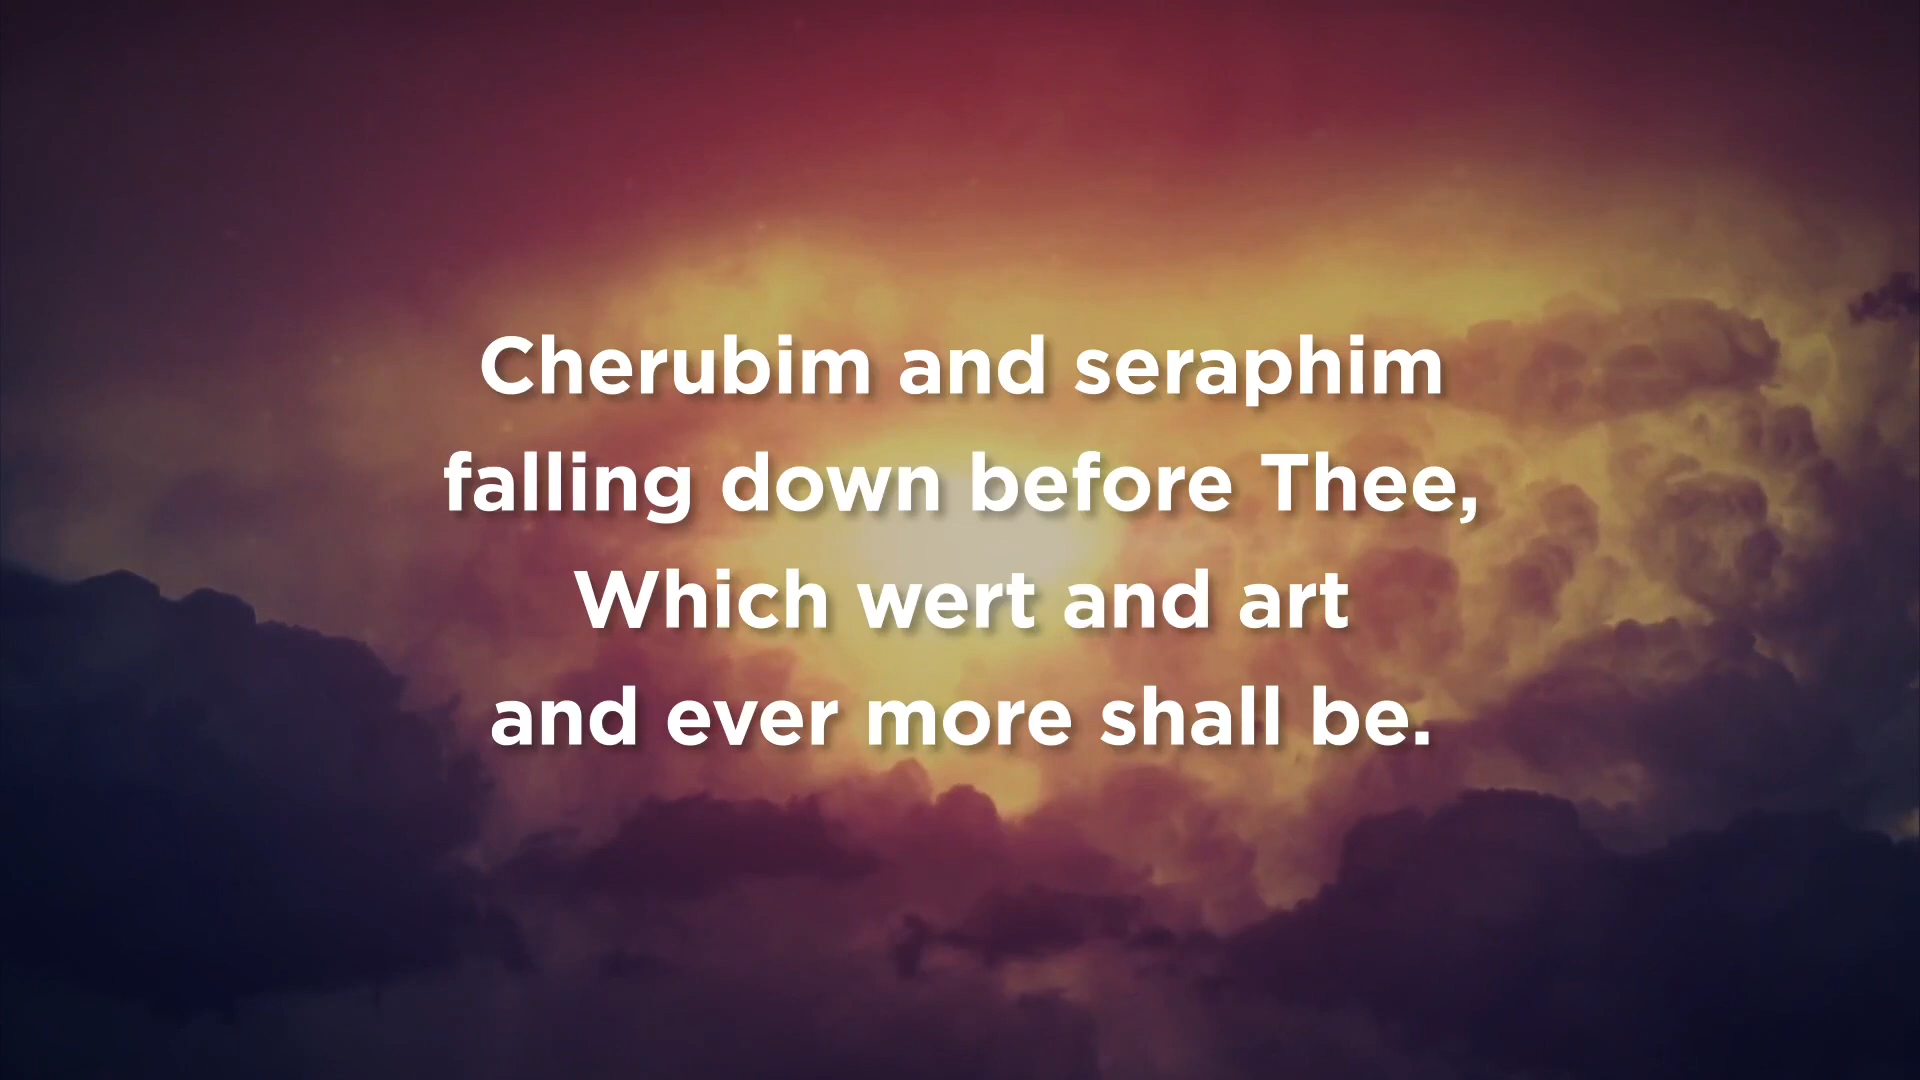 Cherubim and seraphim
falling down before Thee,
Which wert and art
and ever more shall be.